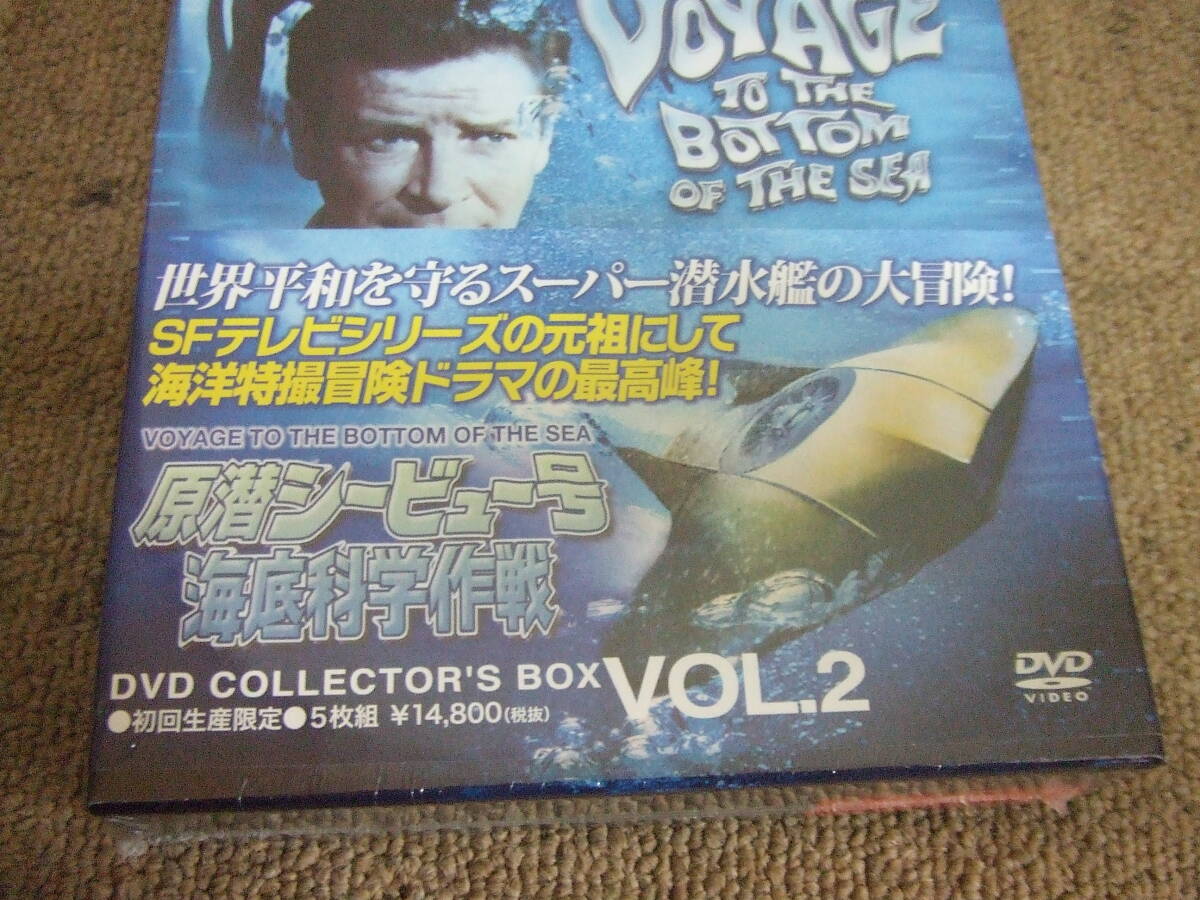 VOYAGE
TO THE
BOTTOM
OF THE SEA
世界平和を守るスーパー潜水艦の大冒険!
SFテレビシリーズの元祖にして
海洋特撮冒険ドラマの最高峰!
VOYAGE TO THE BOTTOM OF THE SEA
原潜シービュー号
海底科学作戦
DVD COLLECTOR'S BOX VOL.2
●初回生産限定●5枚組 ¥14,800(税抜)
DVD
VIDEO